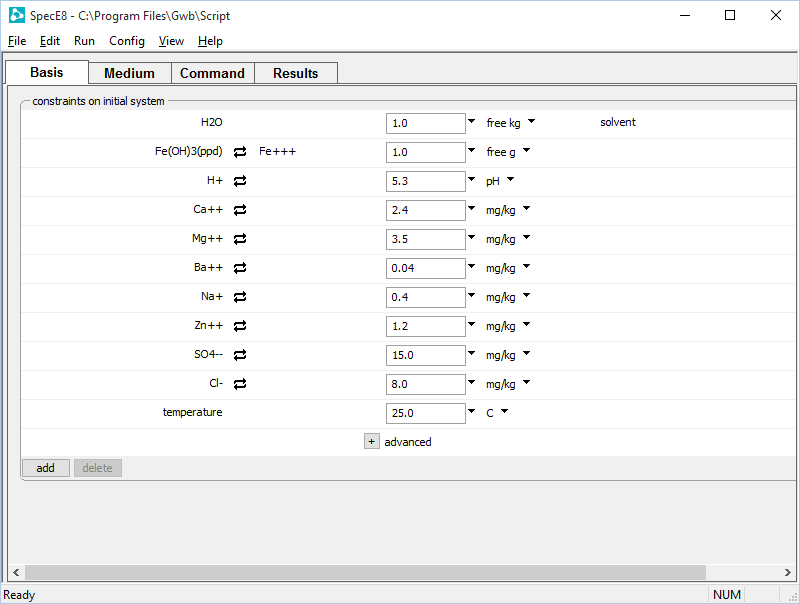 SpecE8 - C:\Program Files\Gwb\Script
File Edit Run Config View Help
Basis Medium Command Results
constraints on initial system
H2O 1.0 free kg solvent
Fe(OH)3(ppd) Fe+++ 1.0 free g
H+ 5.3 pH
Ca++ 2.4 mg/kg
Mg++ 3.5 mg/kg
Ba++ 0.04 mg/kg
Na+ 0.4 mg/kg
Zn++ 1.2 mg/kg
SO4-- 15.0 mg/kg
Cl- 8.0 mg/kg
temperature 25.0 C
+ advanced
add delete
Ready NUM